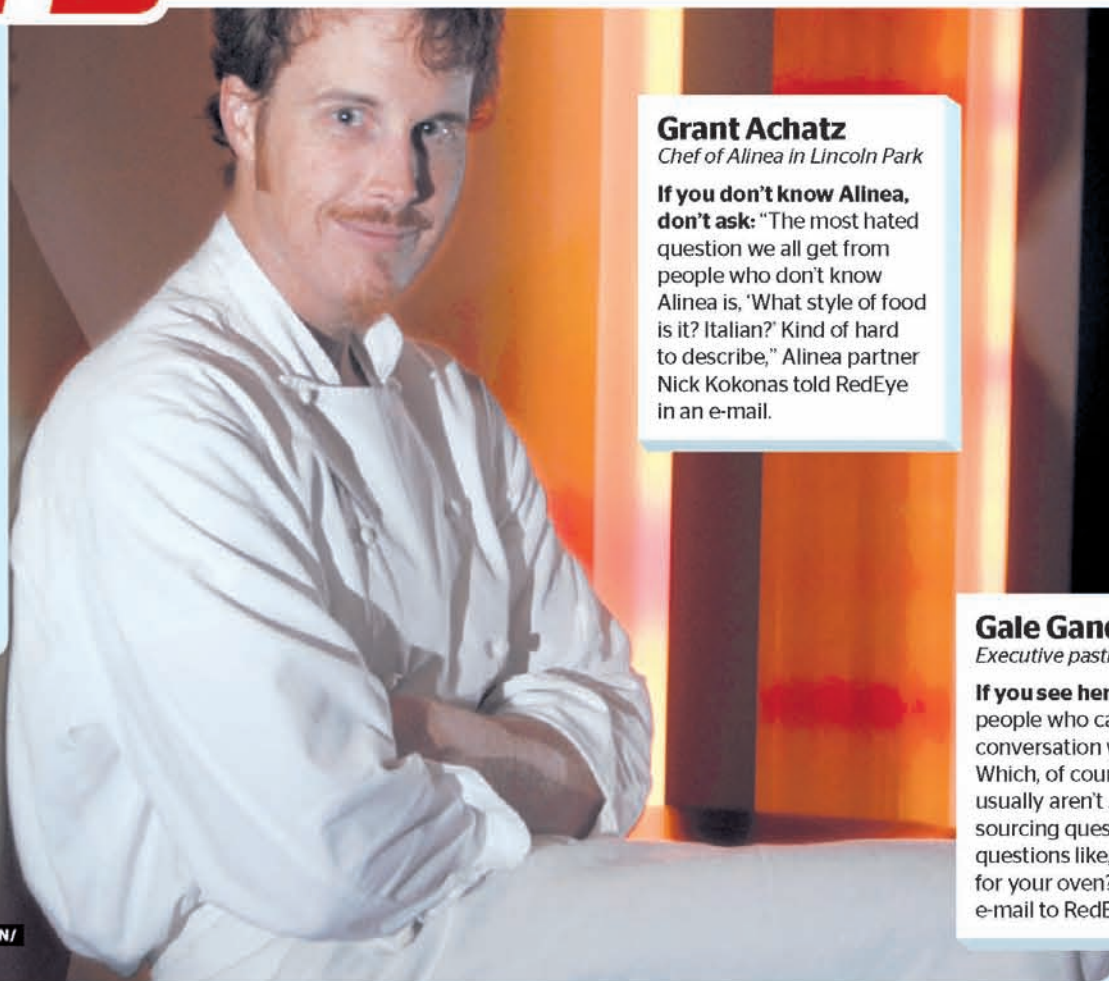 Grant Achatz
Chef of Alinea in Lincoln Park
If you don't know Alinea,
don't ask: “The most hated
question we all get from
people who don't know
Alinea is, ‘What style of food
is it? Italian?’ Kind of hard
to describe,” Alinea partner
Nick Kokonas told RedEye
in an e-mail.
Gale
Executive
If you see
people who
conversation
Which, of
usually aren't
sourcing
questions like,
for your oven?
e-mail to